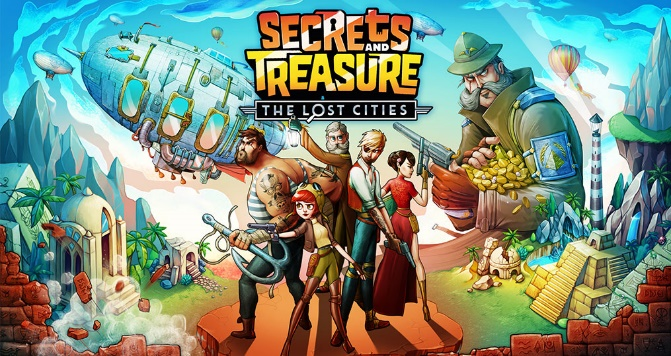 SECRETS
AND
TREASURE
THE LOST CITIES